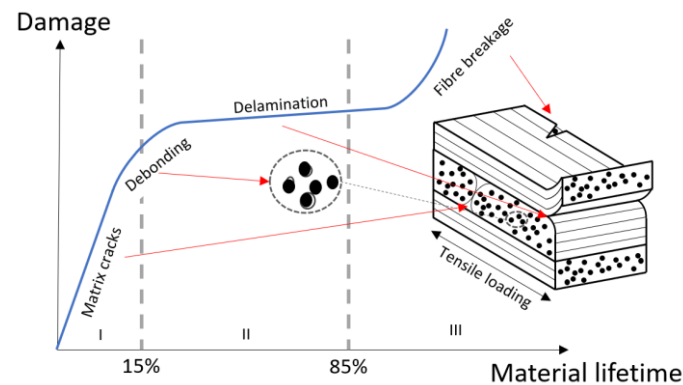 Damage
Fibre breakage
Delamination
Debonding
Matrix cracks
Tensile loading
I
II
III
15%
85%
Material lifetime